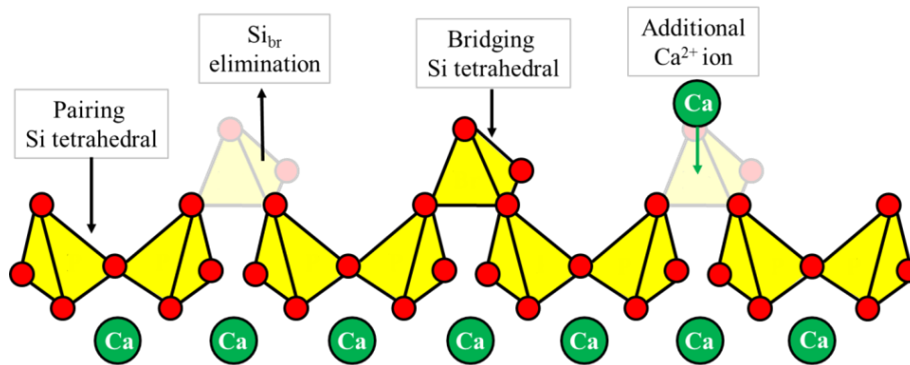 Si_br
elimination
Bridging
Si tetrahedral
Additional
Ca²⁺ ion
Pairing
Si tetrahedral
Ca
Ca Ca Ca Ca Ca Ca Ca